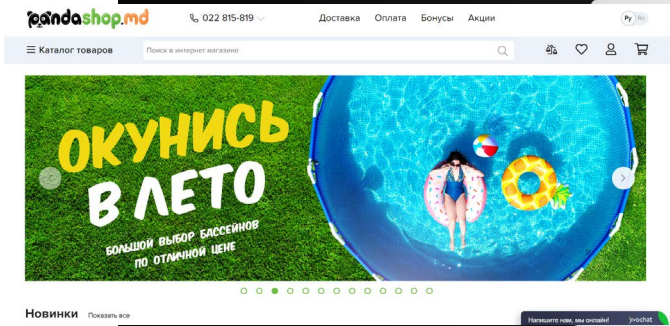 pandashop.md
022 815-819
Доставка Оплата Бонусы Акции
Ру Ro
Каталог товаров
Поиск в интернет магазине
ОКУНИСЬ
В ЛЕТО
БОЛЬШОЙ ВЫБОР БАССЕЙНОВ
ПО ОТЛИЧНОЙ ЦЕНЕ
Новинки Показать все
Напишите нам, мы онлайн! jivochat